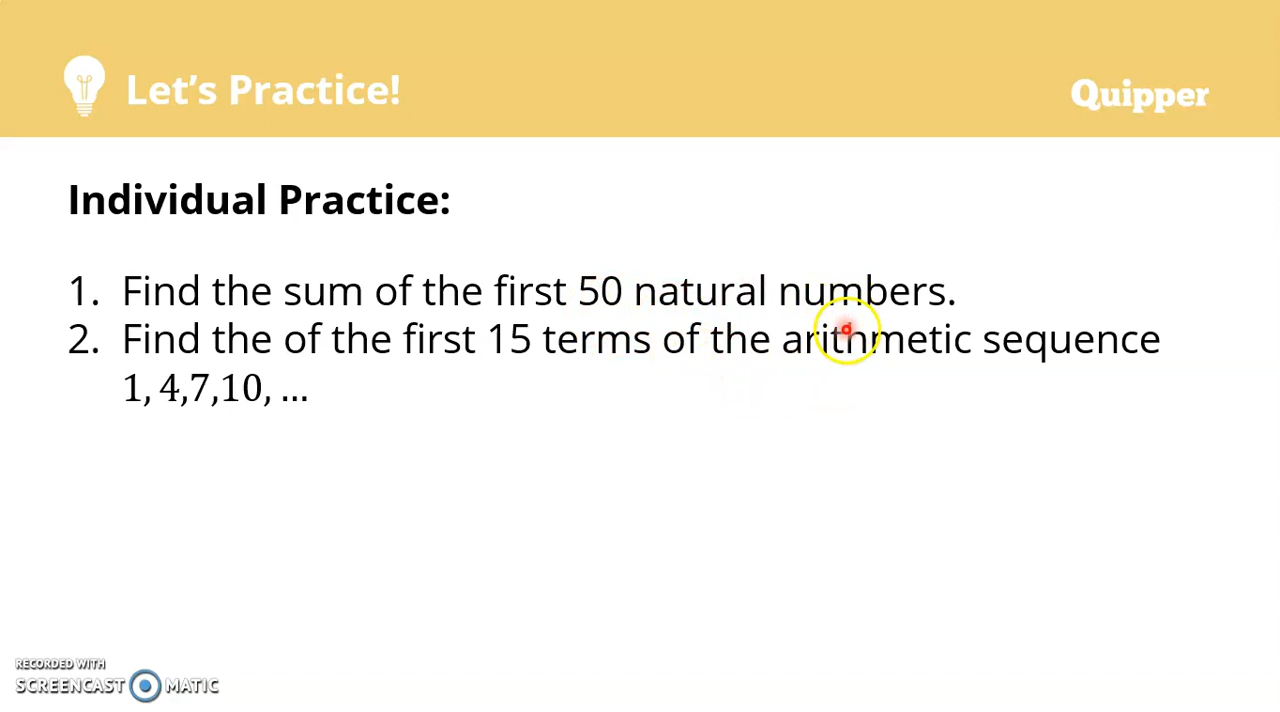 Let's Practice!
Quipper
Individual Practice:
1. Find the sum of the first 50 natural numbers.
2. Find the of the first 15 terms of the arithmetic sequence
1, 4,7,10, ...
RECORDED WITH
SCREENCAST MATIC